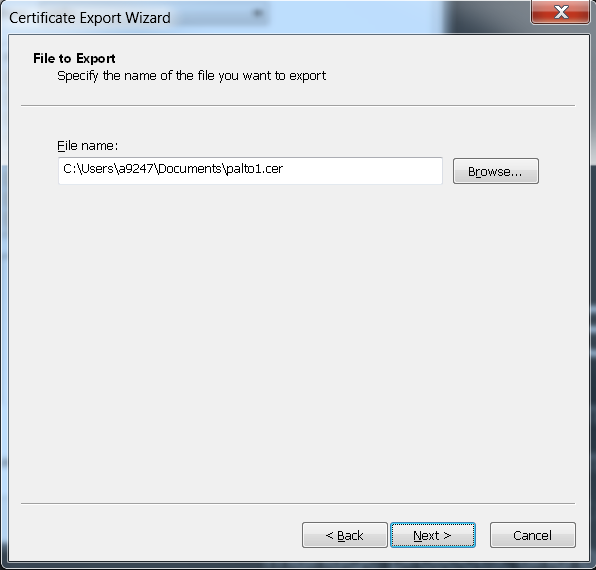 Certificate Export Wizard
File to Export
Specify the name of the file you want to export
File name:
C:\Users\a9247\Documents\palto1.cer
Browse...
< Back
Next >
Cancel